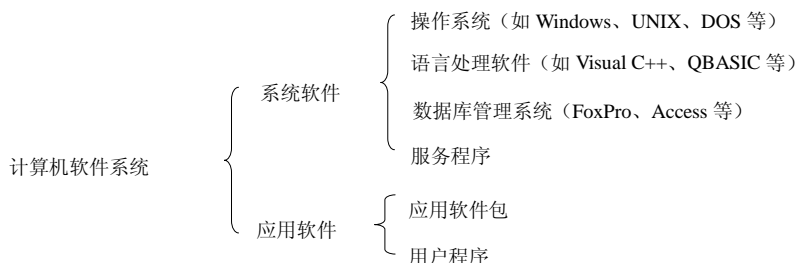 操作系统（如 Windows、UNIX、DOS 等）
语言处理软件（如 Visual C++、QBASIC 等）
系统软件
数据库管理系统（FoxPro、Access 等）
服务程序
计算机软件系统
应用软件包
应用软件
用户程序